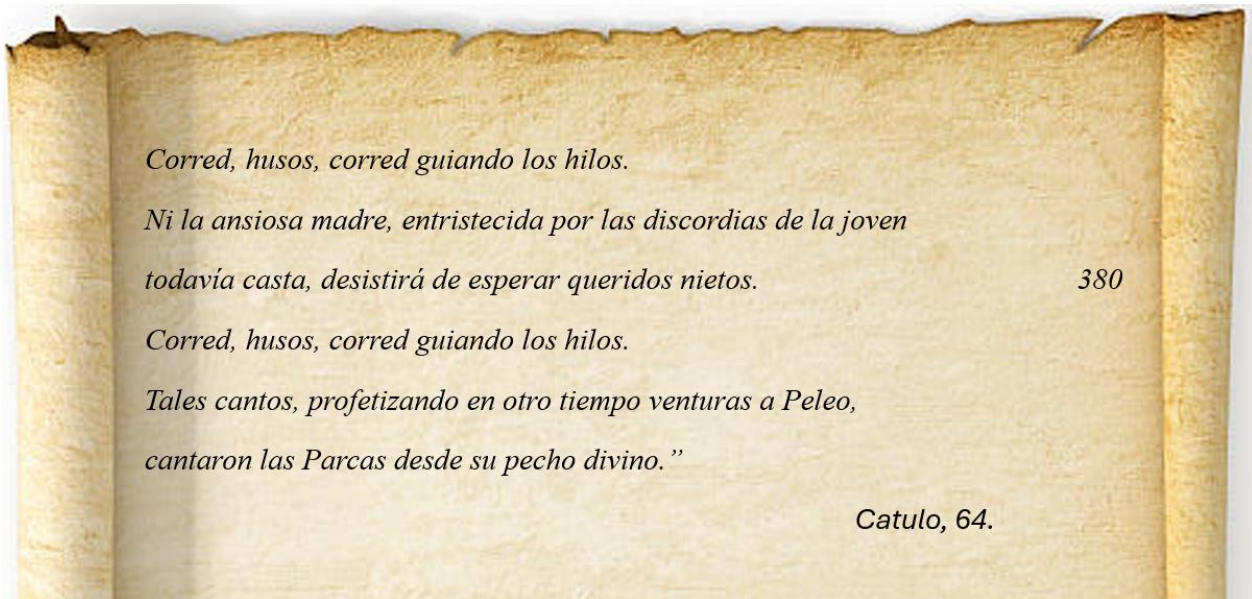 Corred, husos, corred guiando los hilos.
Ni la ansiosa madre, entristecida por las discordias de la joven
todavía casta, desistirá de esperar queridos nietos. 380
Corred, husos, corred guiando los hilos.
Tales cantos, profetizando en otro tiempo venturas a Peleo,
cantaron las Parcas desde su pecho divino.”
Catulo, 64.